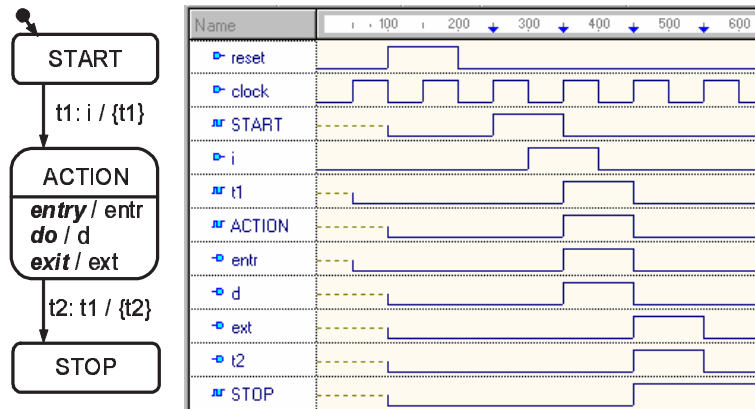 START
t1: i / {t1}
ACTION
entry / entr
do / d
exit / ext
t2: t1 / {t2}
STOP
Name
100 200 300 400 500 600
reset
clock
START
i
t1
ACTION
entr
d
ext
t2
STOP